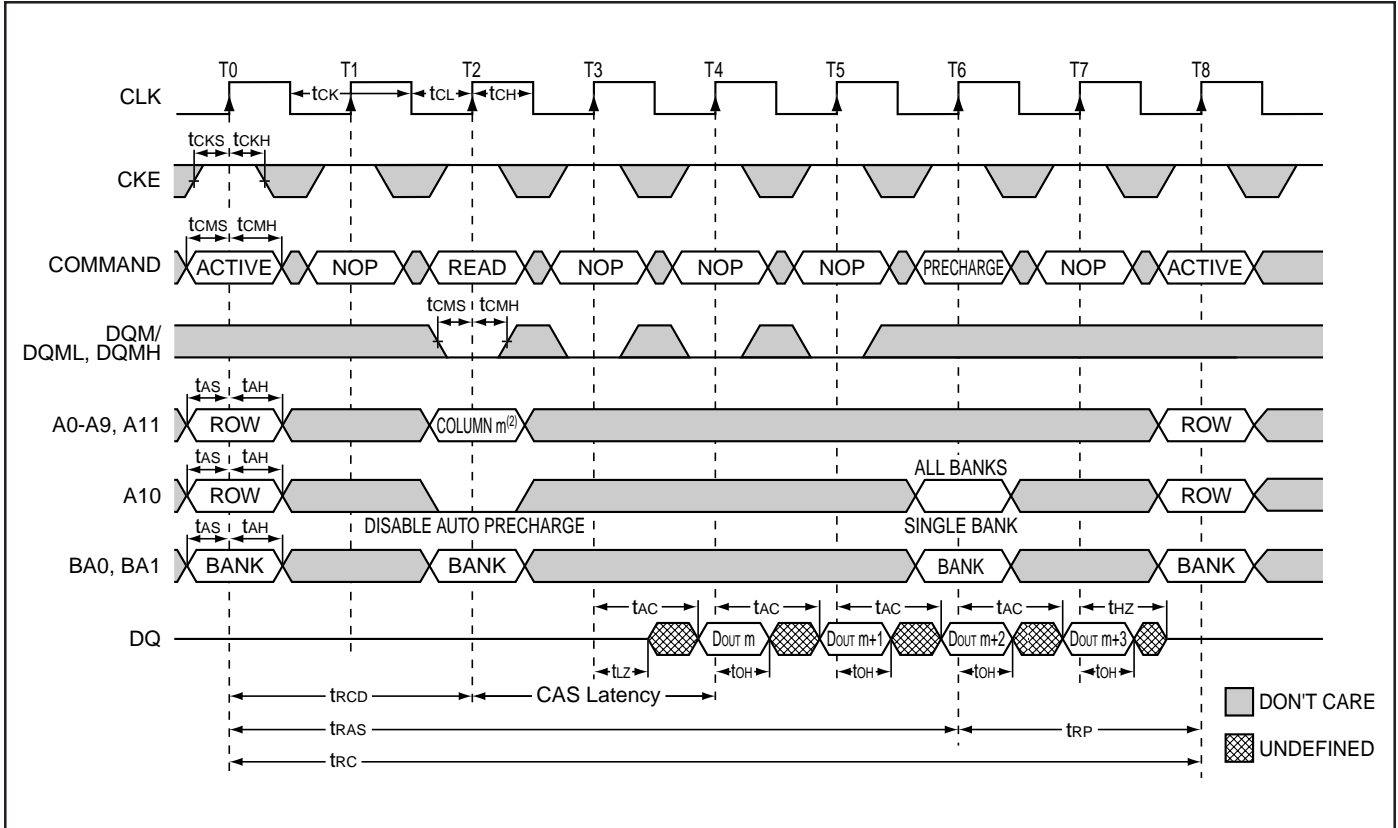 T0 T1 T2 T3 T4 T5 T6 T7 T8
CLK tCK tCL tCH
tCKS tCKH
CKE
tCMS tCMH
COMMAND ACTIVE NOP READ NOP NOP NOP PRECHARGE NOP ACTIVE
tCMS tCMH
DQM/
DQML, DQMH
tAS tAH
A0-A9, A11 ROW COLUMN m(2) ROW
tAS tAH ALL BANKS
A10 ROW ROW
DISABLE AUTO PRECHARGE SINGLE BANK
tAS tAH
BA0, BA1 BANK BANK BANK BANK
tAC tAC tAC tAC tHZ
DQ DOUT m DOUT m+1 DOUT m+2 DOUT m+3
tLZ tOH tOH tOH tOH
tRCD CAS Latency
DON'T CARE
tRAS tRP
UNDEFINED
tRC